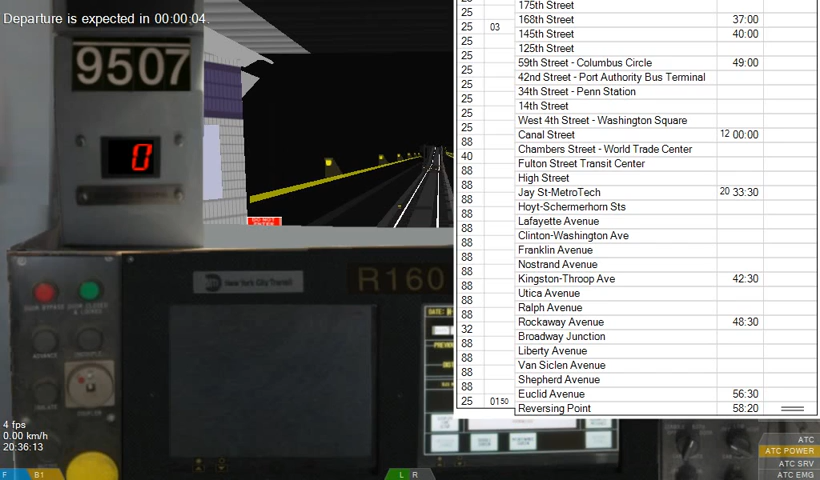 Departure is expected in 00:00:04.
9507
0
New York City Transit
R160
25 175th Street
25 168th Street 37:00
25 03 145th Street 40:00
25 125th Street
25 59th Street - Columbus Circle 49:00
25 42nd Street - Port Authority Bus Terminal
25 34th Street - Penn Station
25 14th Street
25 West 4th Street - Washington Square
25 Canal Street 12 00:00
88 Chambers Street - World Trade Center
40 Fulton Street Transit Center
88 High Street
88 Jay St-MetroTech 20 33:30
88 Hoyt-Schermerhorn Sts
88 Lafayette Avenue
88 Clinton-Washington Ave
88 Franklin Avenue
88 Nostrand Avenue
88 Kingston-Throop Ave 42:30
88 Utica Avenue
88 Ralph Avenue
88 Rockaway Avenue 48:30
32 Broadway Junction
88 Liberty Avenue
88 Van Siclen Avenue
88 Shepherd Avenue
88 Euclid Avenue 56:30
25 01 50 Reversing Point 58:20
4 fps
0.00 km/h
20:36:13
F B1
L R
ATC
ATC POWER
ATC SRV
ATC EMG